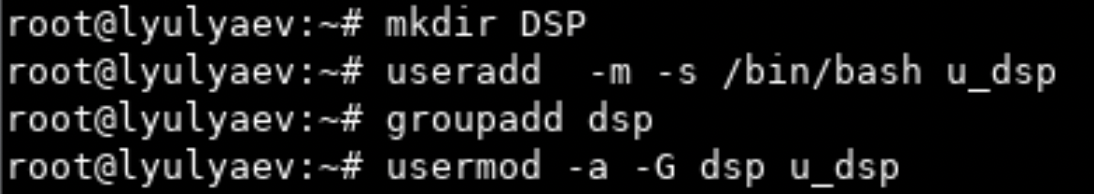 root@lyulyaev:~# mkdir DSP
root@lyulyaev:~# useradd  -m -s /bin/bash u_dsp
root@lyulyaev:~# groupadd dsp
root@lyulyaev:~# usermod -a -G dsp u_dsp